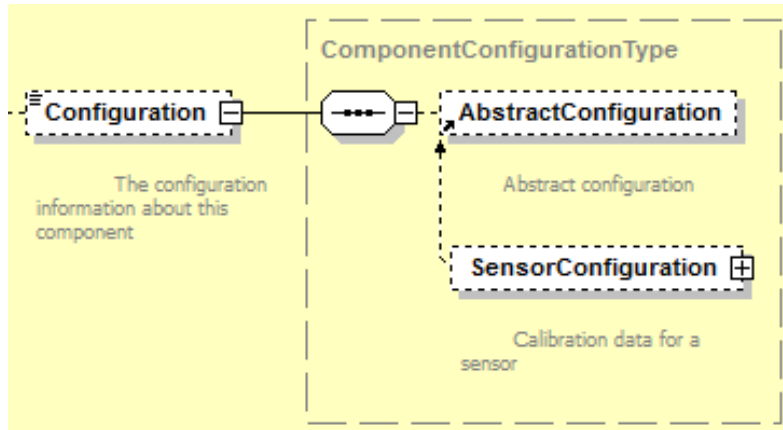 ComponentConfigurationType
Configuration
AbstractConfiguration
The configuration
information about this
component
Abstract configuration
SensorConfiguration
Calibration data for a
sensor